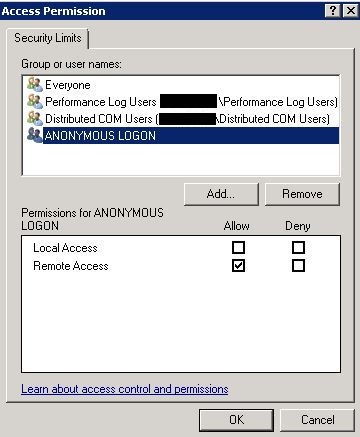 Access Permission
Security Limits
Group or user names:
Everyone
Performance Log Users \Performance Log Users)
Distributed COM Users (\Distributed COM Users)
ANONYMOUS LOGON
Add...
Remove
Permissions for ANONYMOUS
LOGON
Allow
Deny
Local Access
Remote Access
Learn about access control and permissions
OK
Cancel